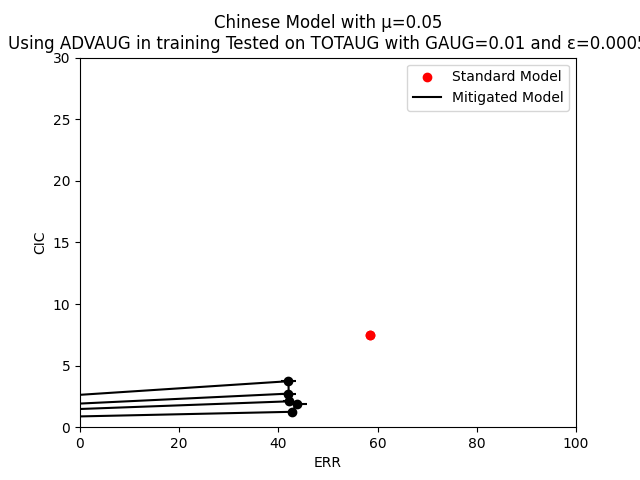 Chinese Model with μ=0.05
Using ADVAUG in training Tested on TOTAUG with GAUG=0.01 and ε=0.0005
Standard Model
Mitigated Model
30
25
20
15
10
5
0
CIC
0 20 40 60 80 100
ERR